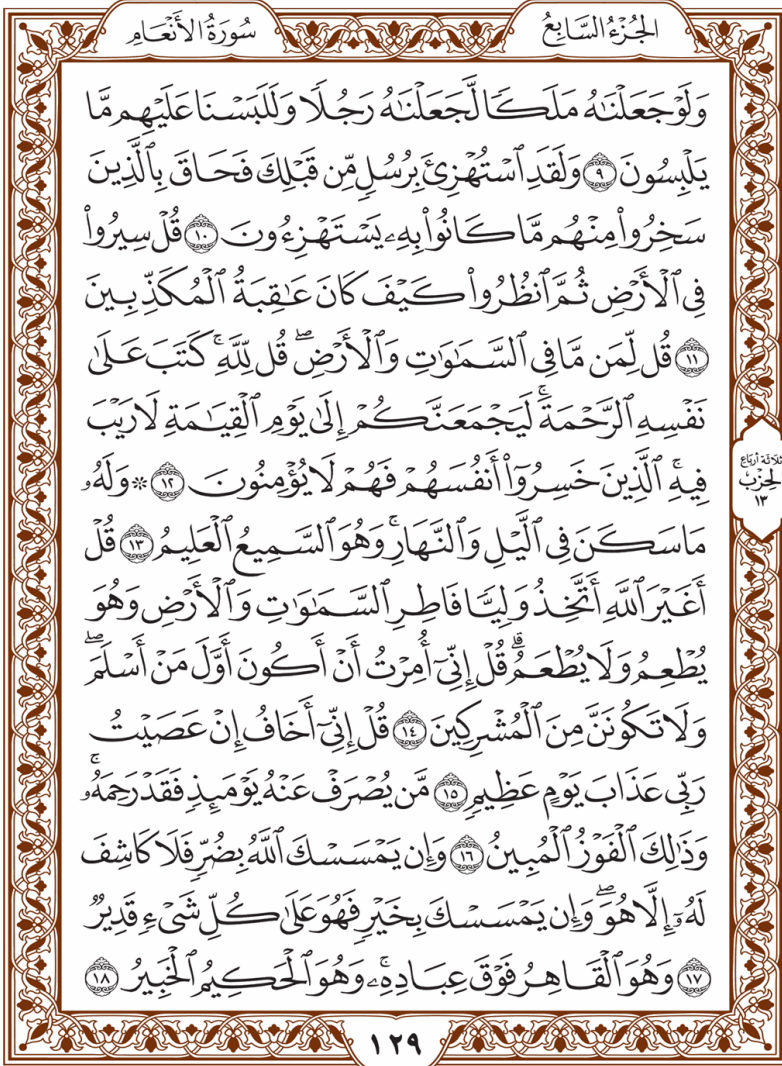 الجُزْءُ السَّابِعُ
سُورَةُ الأَنْعَامِ
وَلَوْ جَعَلْنَٰهُ مَلَكًا لَّجَعَلْنَٰهُ رَجُلًا وَلَلَبَسْنَا عَلَيْهِم مَّا
يَلْبِسُونَ ٩ وَلَقَدِ ٱسْتُهْزِئَ بِرُسُلٍ مِّن قَبْلِكَ فَحَاقَ بِٱلَّذِينَ
سَخِرُوا۟ مِنْهُم مَّا كَانُوا۟ بِهِۦ يَسْتَهْزِءُونَ ١٠ قُلْ سِيرُوا۟
فِى ٱلْأَرْضِ ثُمَّ ٱنظُرُوا۟ كَيْفَ كَانَ عَٰقِبَةُ ٱلْمُكَذِّبِينَ
١١ قُل لِّمَن مَّا فِى ٱلسَّمَٰوَٰتِ وَٱلْأَرْضِ ۖ قُل لِّلَّهِ ۚ كَتَبَ عَلَىٰ
نَفْسِهِ ٱلرَّحْمَةَ ۚ لَيَجْمَعَنَّكُمْ إِلَىٰ يَوْمِ ٱلْقِيَٰمَةِ لَا رَيْبَ
فِيهِ ۚ ٱلَّذِينَ خَسِرُوٓا۟ أَنفُسَهُمْ فَهُمْ لَا يُؤْمِنُونَ ١٢ * وَلَهُۥ
مَا سَكَنَ فِى ٱلَّيْلِ وَٱلنَّهَارِ ۚ وَهُوَ ٱلسَّمِيعُ ٱلْعَلِيمُ ١٣ قُلْ
أَغَيْرَ ٱللَّهِ أَتَّخِذُ وَلِيًّا فَاطِرِ ٱلسَّمَٰوَٰتِ وَٱلْأَرْضِ وَهُوَ
يُطْعِمُ وَلَا يُطْعَمُ ۗ قُلْ إِنِّىٓ أُمِرْتُ أَنْ أَكُونَ أَوَّلَ مَنْ أَسْلَمَ ۖ
وَلَا تَكُونَنَّ مِنَ ٱلْمُشْرِكِينَ ١٤ قُلْ إِنِّىٓ أَخَافُ إِنْ عَصَيْتُ
رَبِّى عَذَابَ يَوْمٍ عَظِيمٍ ١٥ مَّن يُصْرَفْ عَنْهُ يَوْمَئِذٍ فَقَدْ رَحِمَهُۥ ۚ
وَذَٰلِكَ ٱلْفَوْزُ ٱلْمُبِينُ ١٦ وَإِن يَمْسَسْكَ ٱللَّهُ بِضُرٍّ فَلَا كَاشِفَ
لَهُۥٓ إِلَّا هُوَ ۖ وَإِن يَمْسَسْكَ بِخَيْرٍ فَهُوَ عَلَىٰ كُلِّ شَىْءٍ قَدِيرٌ
١٧ وَهُوَ ٱلْقَاهِرُ فَوْقَ عِبَادِهِۦ ۚ وَهُوَ ٱلْحَكِيمُ ٱلْخَبِيرُ ١٨
ثلاثة أرباع
الحزب
١٣
١٢٩